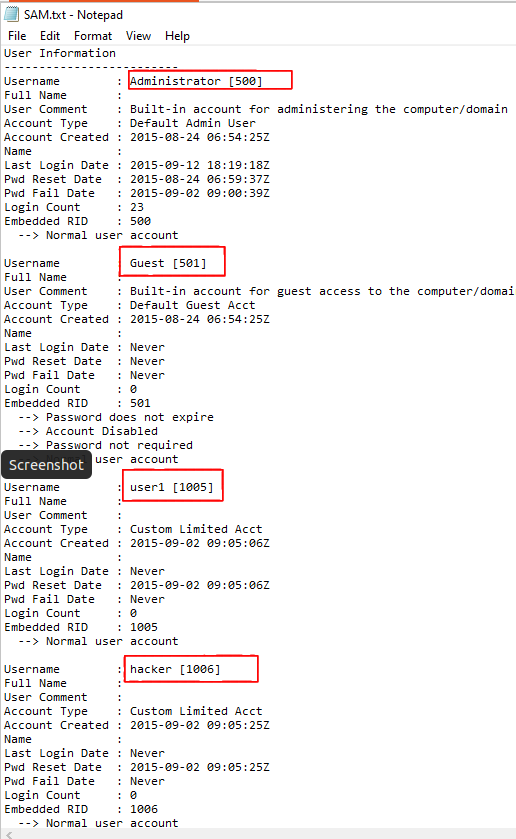 SAM.txt - Notepad
File Edit Format View Help
User Information
-------------------------
Username : Administrator [500]
Full Name :
User Comment : Built-in account for administering the computer/domain
Account Type : Default Admin User
Account Created : 2015-08-24 06:54:25Z
Name :
Last Login Date : 2015-09-12 18:19:18Z
Pwd Reset Date : 2015-08-24 06:59:37Z
Pwd Fail Date : 2015-09-02 09:00:39Z
Login Count : 23
Embedded RID : 500
--> Normal user account
Username : Guest [501]
Full Name :
User Comment : Built-in account for guest access to the computer/domai
Account Type : Default Guest Acct
Account Created : 2015-08-24 06:54:25Z
Name :
Last Login Date : Never
Pwd Reset Date : Never
Pwd Fail Date : Never
Login Count : 0
Embedded RID : 501
--> Password does not expire
--> Account Disabled
--> Password not required
Screenshot
user account
Username : user1 [1005]
Full Name :
User Comment :
Account Type : Custom Limited Acct
Account Created : 2015-09-02 09:05:06Z
Name :
Last Login Date : Never
Pwd Reset Date : 2015-09-02 09:05:06Z
Pwd Fail Date : Never
Login Count : 0
Embedded RID : 1005
--> Normal user account
Username : hacker [1006]
Full Name :
User Comment :
Account Type : Custom Limited Acct
Account Created : 2015-09-02 09:05:25Z
Name :
Last Login Date : Never
Pwd Reset Date : 2015-09-02 09:05:25Z
Pwd Fail Date : Never
Login Count : 0
Embedded RID : 1006
--> Normal user account